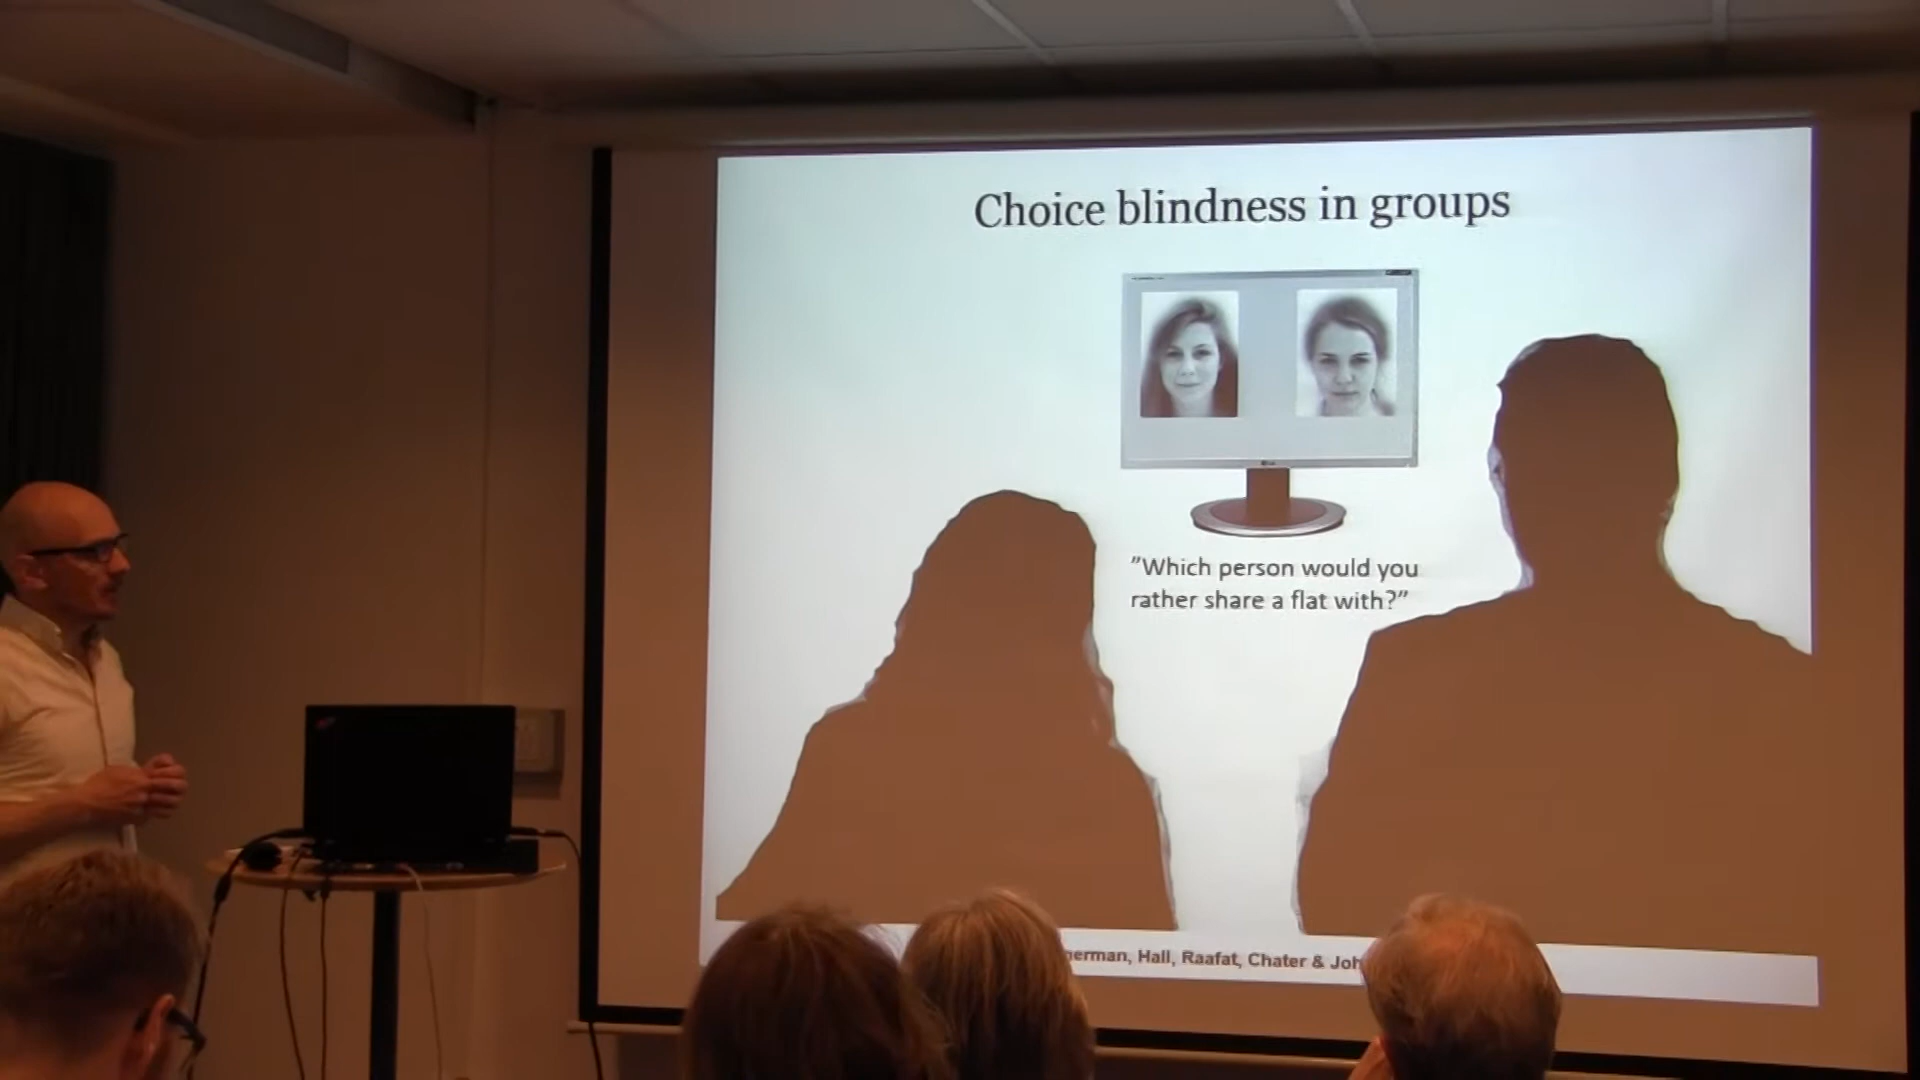 Choice blindness in groups
"Which person would you
rather share a flat with?"
Hall, Raafat, Chater &